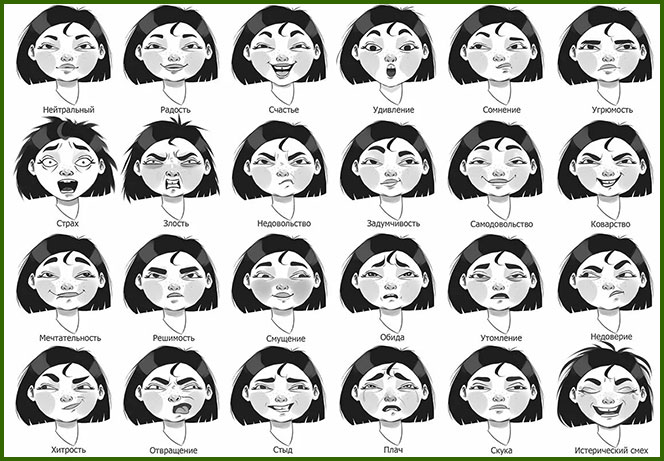 Нейтральный Радость Счастье Удивление Сомнение Угрюмость
Страх Злость Недовольство Задумчивость Самодовольство Коварство
Мечтательность Решимость Смущение Обида Утомление Недоверие
Хитрость Отвращение Стыд Плач Скука Истерический смех